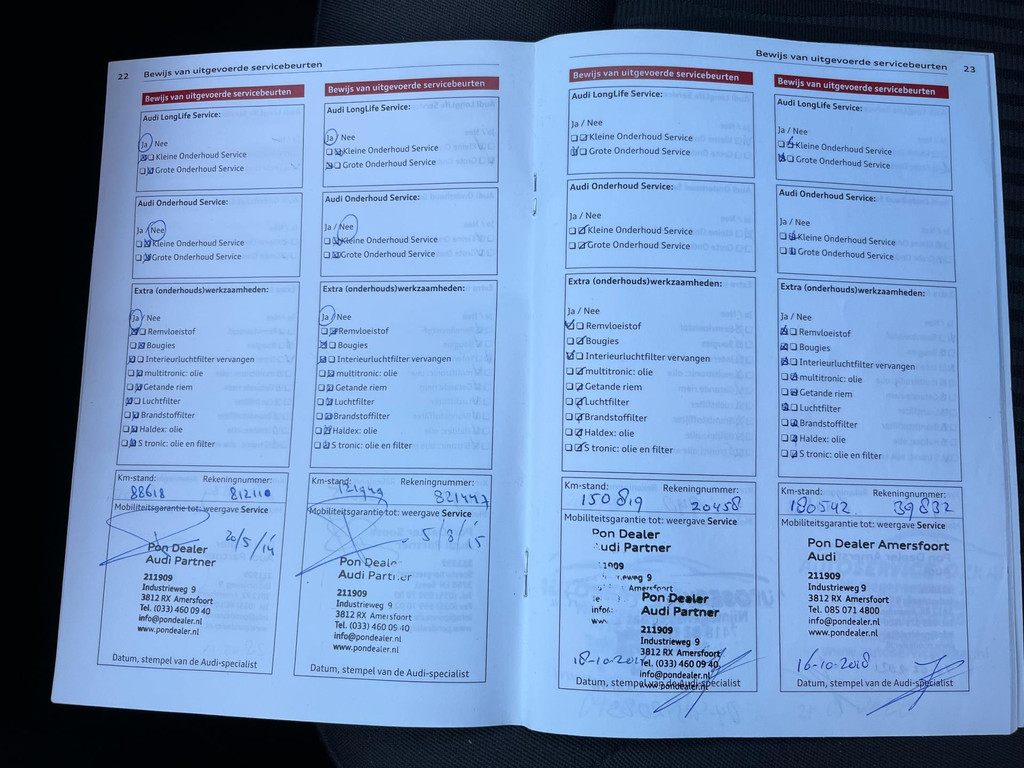 22 Bewijs van uitgevoerde servicebeurten
Bewijs van uitgevoerde servicebeurten
Audi LongLife Service:
Ja / Nee
Kleine Onderhoud Service
Grote Onderhoud Service
Audi Onderhoud Service:
Ja / Nee
Kleine Onderhoud Service
Grote Onderhoud Service
Extra (onderhouds)werkzaamheden:
Ja / Nee
Remvloeistof
Bougies
Interieurluchtfilter vervangen
multitronic: olie
Getande riem
Luchtfilter
Brandstoffilter
Haldex: olie
S tronic: olie en filter
Km-stand: Rekeningnummer:
88618 812110
Mobiliteitsgarantie tot: weergave Service
20/5/14
Pon Dealer
Audi Partner
211909
Industrieweg 9
3812 RX Amersfoort
Tel. (033) 460 09 40
info@pondealer.nl
www.pondealer.nl
Datum, stempel van de Audi-specialist
Bewijs van uitgevoerde servicebeurten
Audi LongLife Service:
Ja / Nee
Kleine Onderhoud Service
Grote Onderhoud Service
Audi Onderhoud Service:
Ja / Nee
Kleine Onderhoud Service
Grote Onderhoud Service
Extra (onderhouds)werkzaamheden:
Ja / Nee
Remvloeistof
Bougies
Interieurluchtfilter vervangen
multitronic: olie
Getande riem
Luchtfilter
Brandstoffilter
Haldex: olie
S tronic: olie en filter
Km-stand: Rekeningnummer:
821447
Mobiliteitsgarantie tot: weergave Service
5/3/15
Pon Dealer
Audi Partner
211909
Industrieweg 9
3812 RX Amersfoort
Tel. (033) 460 09 40
info@pondealer.nl
www.pondealer.nl
Datum, stempel van de Audi-specialist
Bewijs van uitgevoerde servicebeurten 23
Bewijs van uitgevoerde servicebeurten
Audi LongLife Service:
Ja / Nee
Kleine Onderhoud Service
Grote Onderhoud Service
Audi Onderhoud Service:
Ja / Nee
Kleine Onderhoud Service
Grote Onderhoud Service
Extra (onderhouds)werkzaamheden:
Ja / Nee
Remvloeistof
Bougies
Interieurluchtfilter vervangen
multitronic: olie
Getande riem
Luchtfilter
Brandstoffilter
Haldex: olie
S tronic: olie en filter
Km-stand: Rekeningnummer:
150819 20458
Mobiliteitsgarantie tot: weergave Service
Pon Dealer
Audi Partner
Pon Dealer
Audi Partner
211909
Industrieweg 9
3812 RX Amersfoort
Tel. (033) 460 09 40
info@pondealer.nl
www.pondealer.nl
Datum, stempel van de Audi-specialist
Bewijs van uitgevoerde servicebeurten
Audi LongLife Service:
Ja / Nee
Kleine Onderhoud Service
Grote Onderhoud Service
Audi Onderhoud Service:
Ja / Nee
Kleine Onderhoud Service
Grote Onderhoud Service
Extra (onderhouds)werkzaamheden:
Ja / Nee
Remvloeistof
Bougies
Interieurluchtfilter vervangen
multitronic: olie
Getande riem
Luchtfilter
Brandstoffilter
Haldex: olie
S tronic: olie en filter
Km-stand: Rekeningnummer:
180542 39832
Mobiliteitsgarantie tot: weergave Service
Pon Dealer Amersfoort
Audi
211909
Industrieweg 9
3812 RX Amersfoort
Tel. 085 071 4800
info@pondealer.nl
www.pondealer.nl
16-10-2018
Datum, stempel van de Audi-specialist